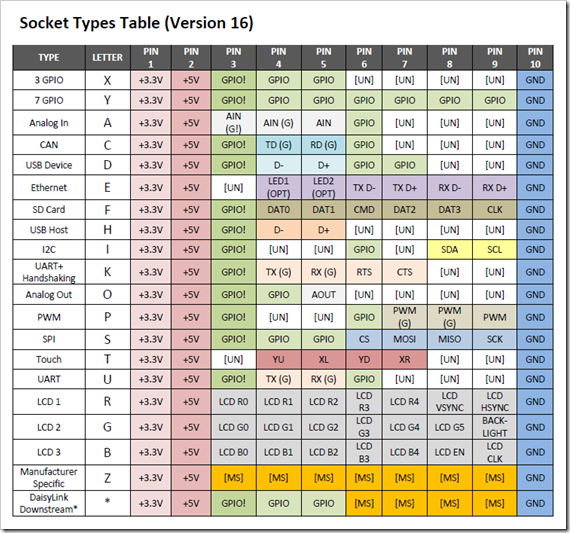 Socket Types Table (Version 16)
TYPE LETTER PIN 1 PIN 2 PIN 3 PIN 4 PIN 5 PIN 6 PIN 7 PIN 8 PIN 9 PIN 10
3 GPIO X +3.3V +5V GPIO! GPIO GPIO [UN] [UN] [UN] [UN] GND
7 GPIO Y +3.3V +5V GPIO! GPIO GPIO GPIO GPIO GPIO GPIO GND
Analog In A +3.3V +5V AIN (G!) AIN (G) AIN GPIO [UN] [UN] [UN] GND
CAN C +3.3V +5V GPIO! TD (G) RD (G) GPIO [UN] [UN] [UN] GND
USB Device D +3.3V +5V GPIO! D- D+ GPIO GPIO [UN] [UN] GND
Ethernet E +3.3V +5V [UN] LED1 (OPT) LED2 (OPT) TX D- TX D+ RX D- RX D+ GND
SD Card F +3.3V +5V GPIO! DAT0 DAT1 CMD DAT2 DAT3 CLK GND
USB Host H +3.3V +5V GPIO! D- D+ [UN] [UN] [UN] [UN] GND
I2C I +3.3V +5V GPIO! [UN] [UN] GPIO [UN] SDA SCL GND
UART+ Handshaking K +3.3V +5V GPIO! TX (G) RX (G) RTS CTS [UN] [UN] GND
Analog Out O +3.3V +5V GPIO! GPIO AOUT [UN] [UN] [UN] [UN] GND
PWM P +3.3V +5V GPIO! [UN] [UN] GPIO PWM (G) PWM (G) PWM GND
SPI S +3.3V +5V GPIO! GPIO GPIO CS MOSI MISO SCK GND
Touch T +3.3V +5V [UN] YU XL YD XR [UN] [UN] GND
UART U +3.3V +5V GPIO! TX (G) RX (G) GPIO [UN] [UN] [UN] GND
LCD 1 R +3.3V +5V LCD R0 LCD R1 LCD R2 LCD R3 LCD R4 LCD VSYNC LCD HSYNC GND
LCD 2 G +3.3V +5V LCD G0 LCD G1 LCD G2 LCD G3 LCD G4 LCD G5 BACK-LIGHT GND
LCD 3 B +3.3V +5V LCD B0 LCD B1 LCD B2 LCD B3 LCD B4 LCD EN LCD CLK GND
Manufacturer Specific Z +3.3V +5V [MS] [MS] [MS] [MS] [MS] [MS] [MS] GND
DaisyLink Downstream* * +3.3V +5V GPIO! GPIO GPIO [MS] [MS] [MS] [MS] GND